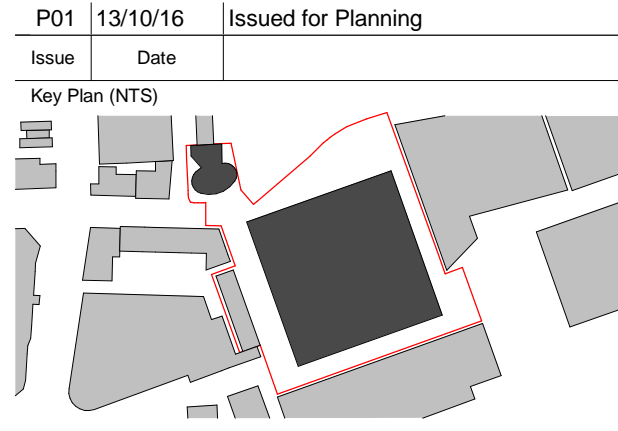 P01 13/10/16 Issued for Planning
Issue Date
Key Plan (NTS)